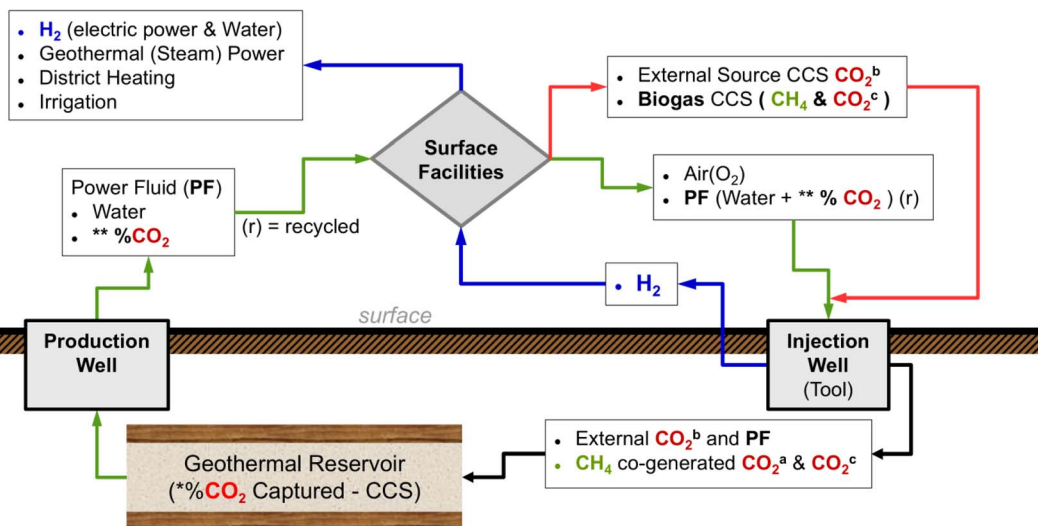 • H₂ (electric power & Water)
• Geothermal (Steam) Power
• District Heating
• Irrigation
• External Source CCS CO₂ᵇ
• Biogas CCS ( CH₄ & CO₂ᶜ )
Surface
Facilities
• Air(O₂)
• PF (Water + ** % CO₂ ) (r)
Power Fluid (PF)
• Water
• ** %CO₂
(r) = recycled
• H₂
surface
Production
Well
Injection
Well
(Tool)
• External CO₂ᵇ and PF
• CH₄ co-generated CO₂ᵃ & CO₂ᶜ
Geothermal Reservoir
(*%CO₂ Captured - CCS)